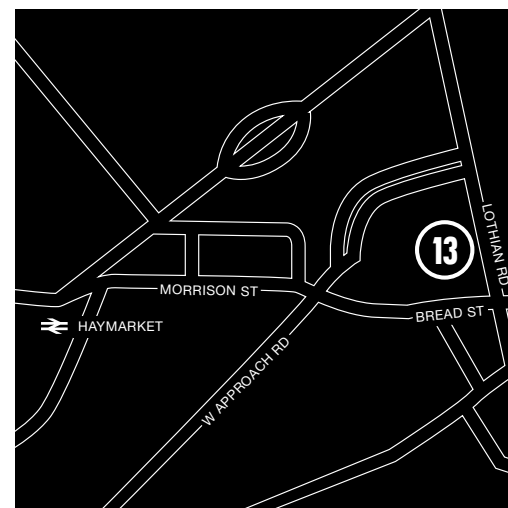 13
LOTHIAN RD
MORRISON ST
BREAD ST
HAYMARKET
W APPROACH RD